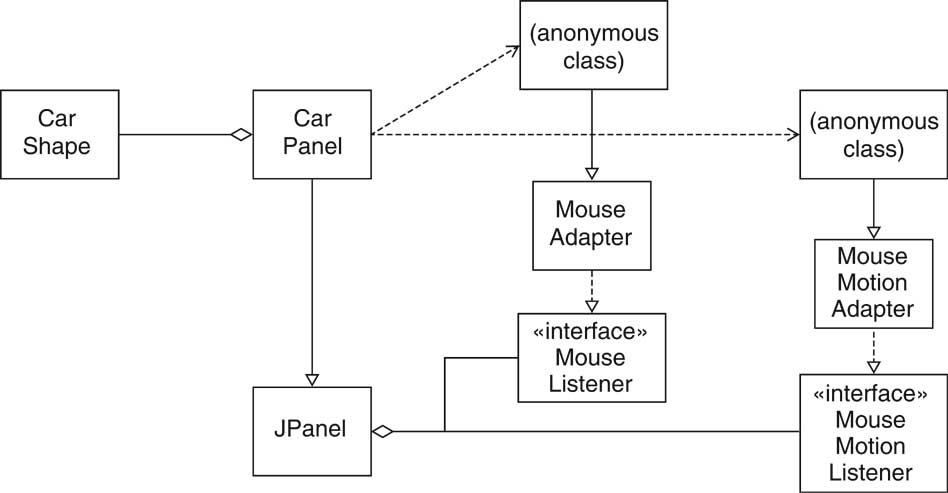 (anonymous
class)
Car
Shape
Car
Panel
(anonymous
class)
Mouse
Adapter
Mouse
Motion
Adapter
«interface»
Mouse
Listener
JPanel
«interface»
Mouse
Motion
Listener